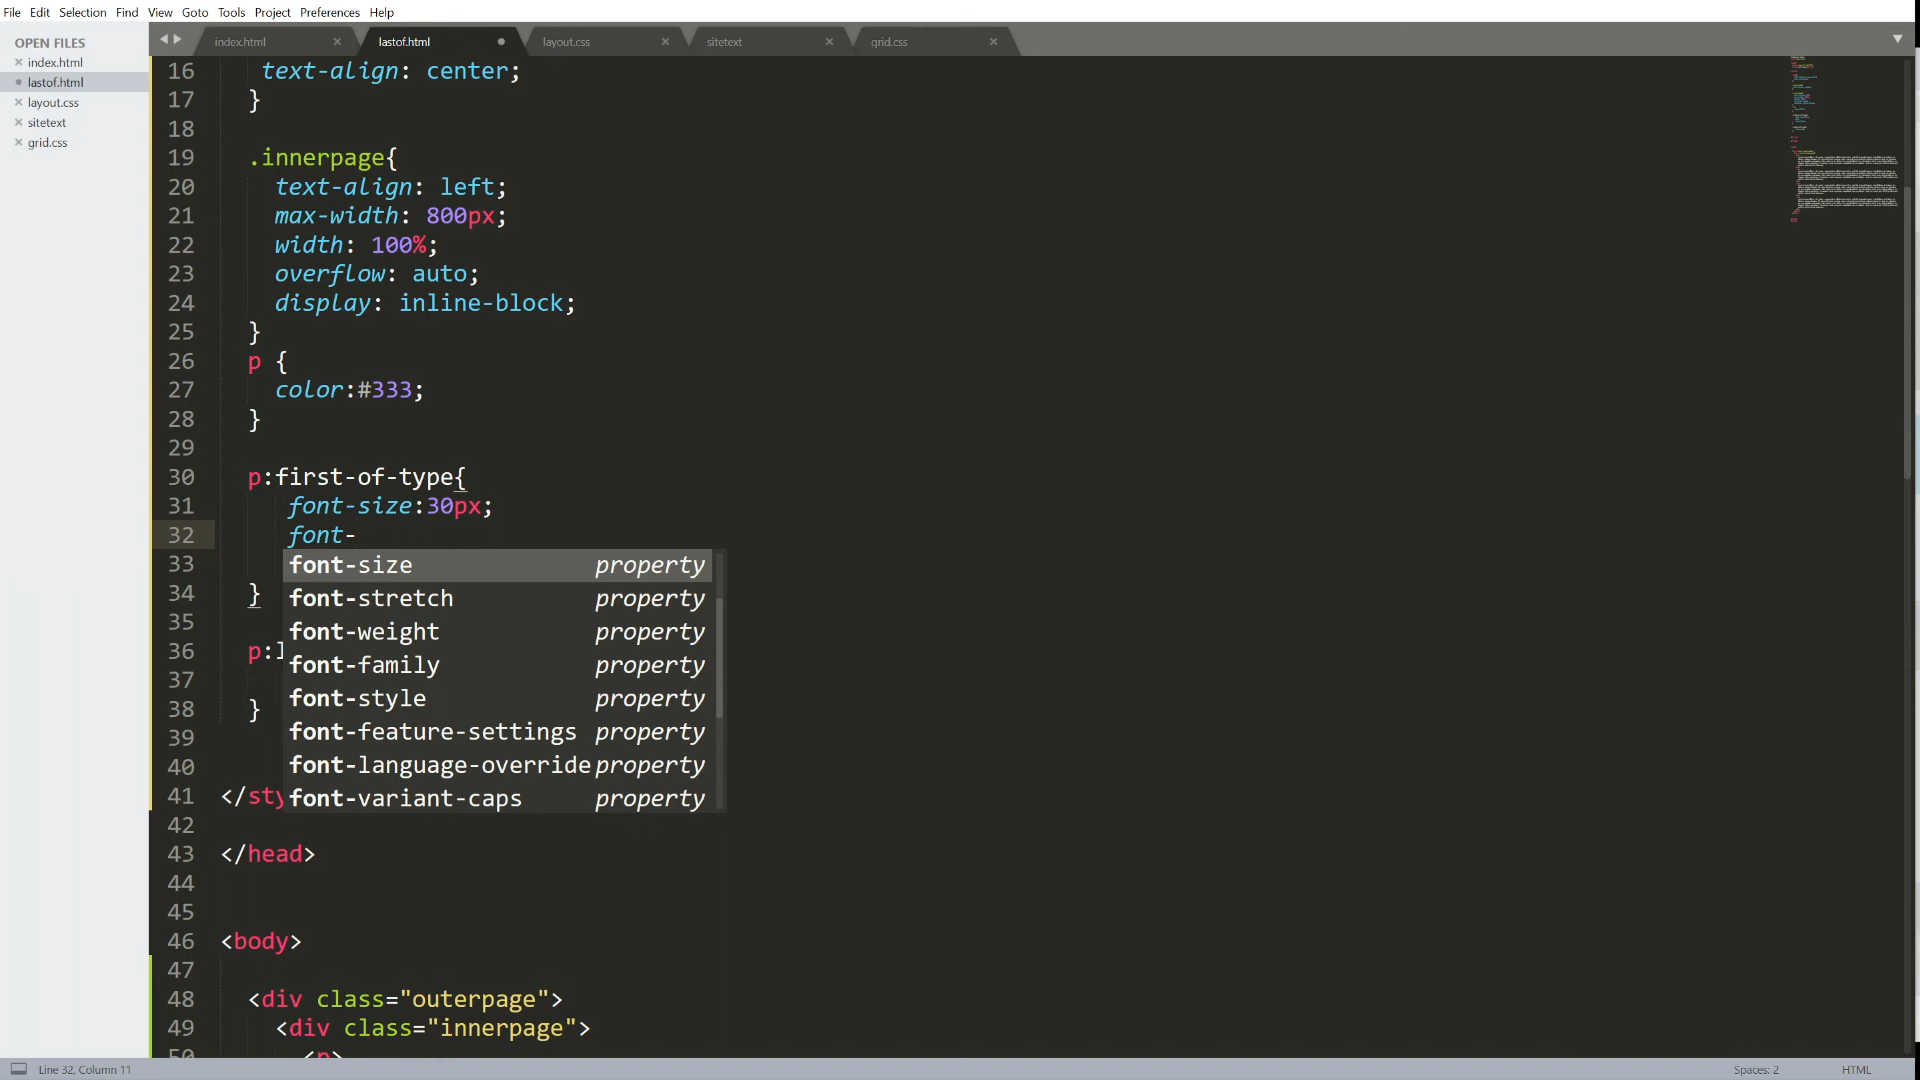 File Edit Selection Find View Goto Tools Project Preferences Help
OPEN FILES
index.html
lastof.html
layout.css
sitetext
grid.css
index.html lastof.html layout.css sitetext grid.css
16 text-align: center;
17 }
18
19 .innerpage{
20 text-align: left;
21 max-width: 800px;
22 width: 100%;
23 overflow: auto;
24 display: inline-block;
25 }
26 p {
27 color:#333;
28 }
29
30 p:first-of-type{
31 font-size:30px;
32 font-
33 font-size property
34 } font-stretch property
35 font-weight property
36 p:l font-family property
37 font-style property
38 } font-feature-settings property
39 font-language-override property
40 font-variant-caps property
41 </sty
42
43 </head>
44
45
46 <body>
47
48 <div class="outerpage">
49 <div class="innerpage">
50 <p>
Line 32, Column 11 Spaces: 2 HTML